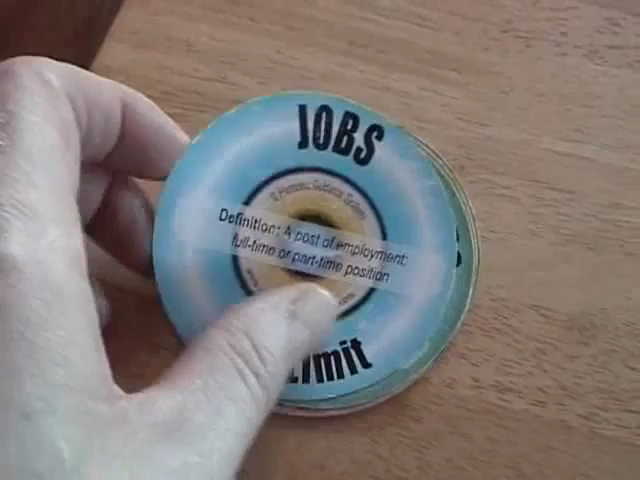 JOBS
Definition: A post of employment:
full-time or part-time position
Limit